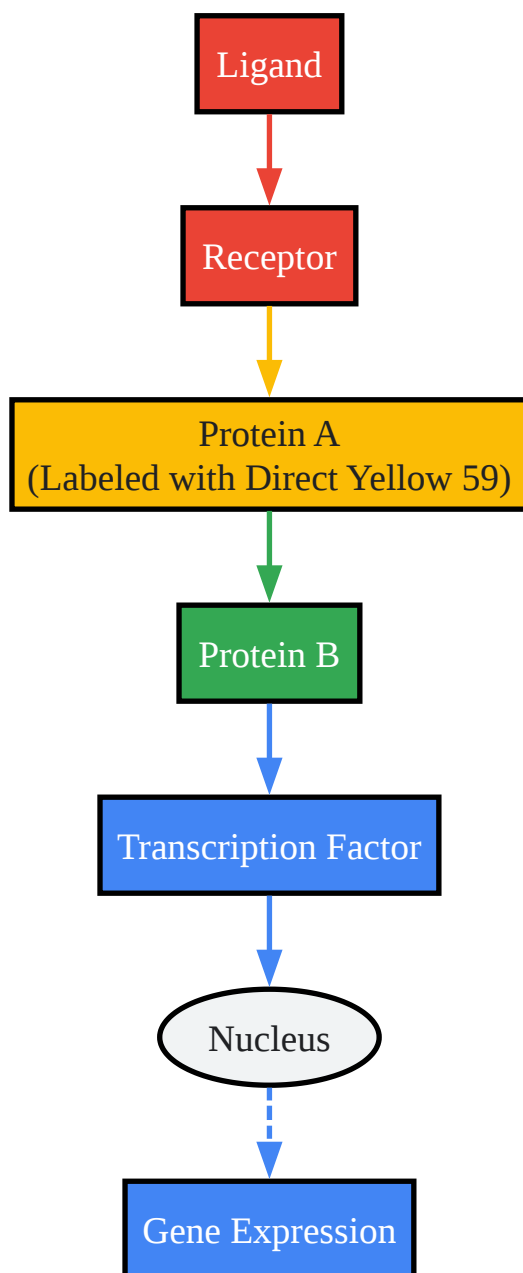 Ligand
Receptor
Protein A
(Labeled with Direct Yellow 59)
Protein B
Transcription Factor
Nucleus
Gene Expression